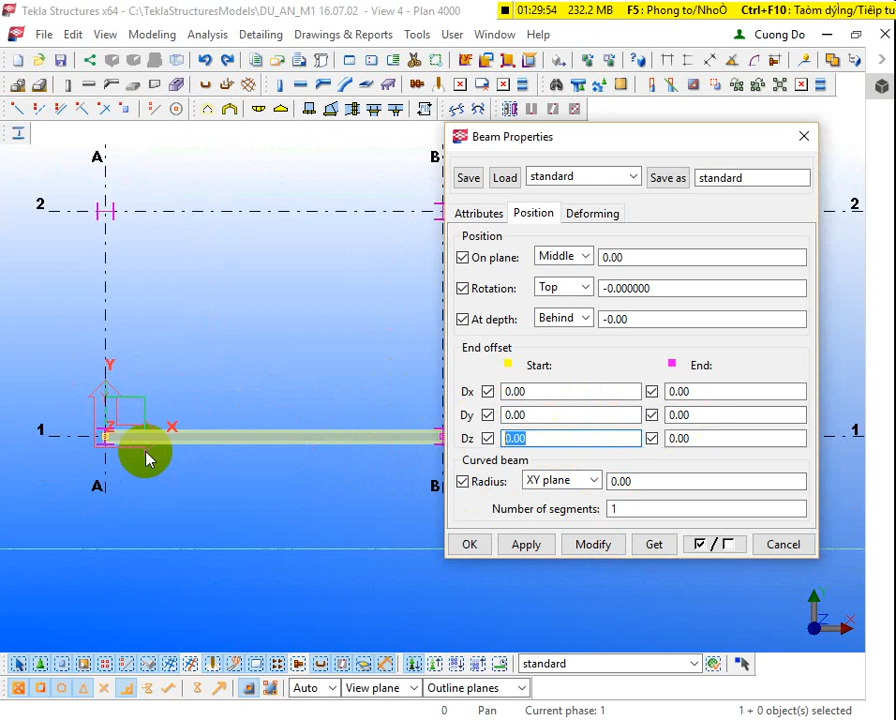 Tekla Structures x64 - C:\TeklaStructuresModels\DU_AN_M1 16.07.02 - View 4 - Plan 4000
01:29:54 232.2 MB F5 : Phong to/NhoÒ Ctrl+F10 : Taòm dýÌng/Tiếp tu
File Edit View Modeling Analysis Detailing Drawings & Reports Tools User Window Help Cuong Do
A
B
2
2
Y
X
Z
1
1
A
B
Beam Properties
Save Load standard Save as standard
Attributes Position Deforming
Position
On plane: Middle 0.00
Rotation: Top -0.000000
At depth: Behind -0.00
End offset
Start: End:
Dx 0.00 0.00
Dy 0.00 0.00
Dz 0.00 0.00
Curved beam
Radius: XY plane 0.00
Number of segments: 1
OK Apply Modify Get / Cancel
Y
Z
X
standard
Auto View plane Outline planes
0 Pan Current phase: 1 1 + 0 object(s) selected